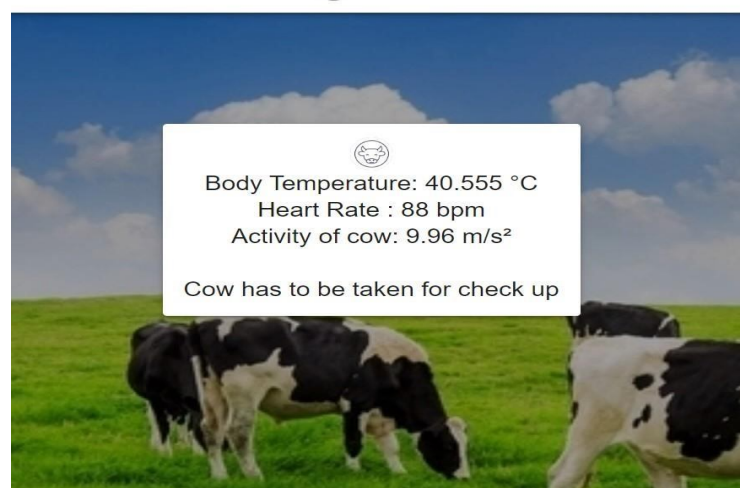 Body Temperature: 40.555 °C
Heart Rate : 88 bpm
Activity of cow: 9.96 m/s²
Cow has to be taken for check up